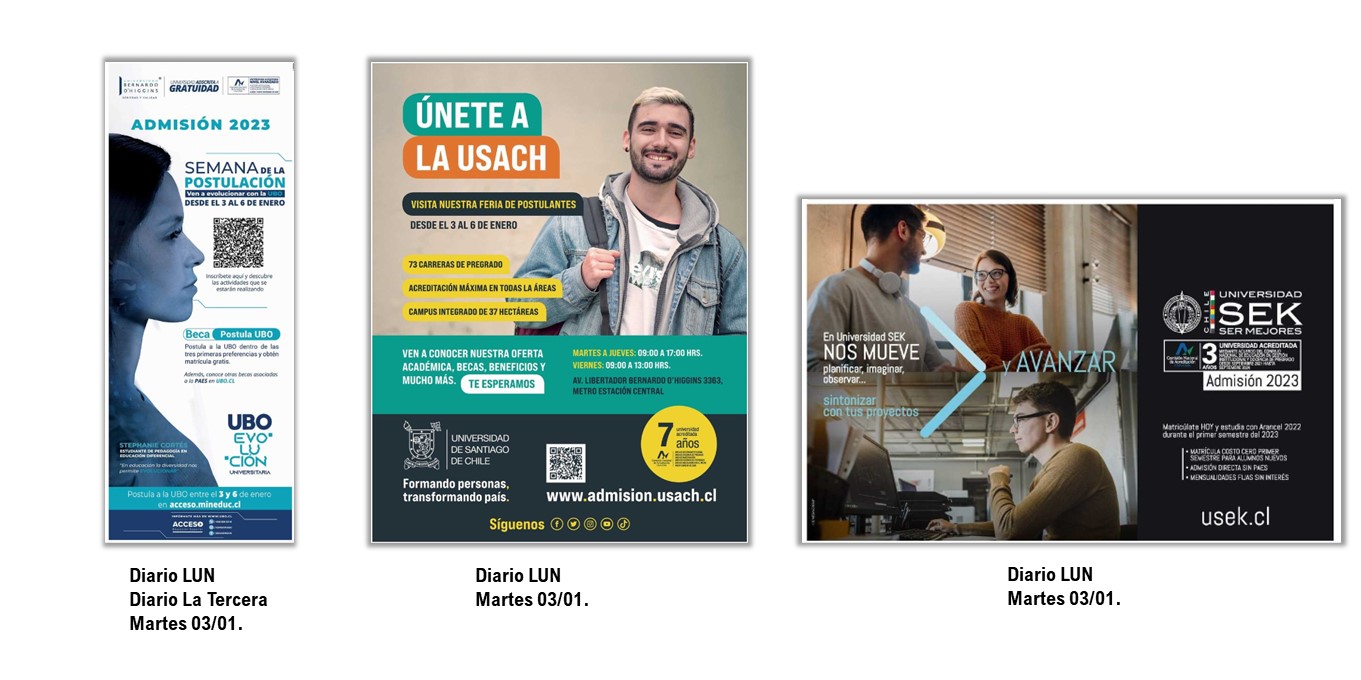 UNIVERSIDAD
BERNARDO
O'HIGGINS
UNIVERSIDAD ADSCRITA A
GRATUIDAD
ADMISIÓN 2023
SEMANA DE LA
POSTULACIÓN
Ven a evolucionar con la UBO
DESDE EL 3 AL 6 DE ENERO
Inscríbete aquí y descubre
las actividades que se
estarán realizando
Beca Postula UBO
Postula a la UBO dentro de las
tres primeras preferencias y obtén
matrícula gratis.
Además, conoce otras becas asociadas
a la PAES en UBO.CL
UBO
EVO
LU
CIÓN
UNIVERSITARIA
STEPHANIE CORTÉS
ESTUDIANTE DE PEDAGOGÍA EN
EDUCACIÓN DIFERENCIAL
"En educación la diversidad nos
permite EVOLUCIONAR"
Postula a la UBO entre el 3 y 6 de enero
en acceso.mineduc.cl
ACCESO
Diario LUN
Diario La Tercera
Martes 03/01.
ÚNETE A
LA USACH
VISITA NUESTRA FERIA DE POSTULANTES
DESDE EL 3 AL 6 DE ENERO
73 CARRERAS DE PREGRADO
ACREDITACIÓN MÁXIMA EN TODAS LA ÁREAS
CAMPUS INTEGRADO DE 37 HECTÁREAS
VEN A CONOCER NUESTRA OFERTA
ACADÉMICA, BECAS, BENEFICIOS Y
MUCHO MÁS. TE ESPERAMOS
MARTES A JUEVES: 09:00 A 17:00 HRS.
VIERNES: 09:00 A 13:00 HRS.
AV. LIBERTADOR BERNARDO O'HIGGINS 3363,
METRO ESTACIÓN CENTRAL
UNIVERSIDAD
DE SANTIAGO
DE CHILE
Formando personas,
transformando país.
7 universidad
acreditada
años
www.admision.usach.cl
Síguenos
Diario LUN
Martes 03/01.
En Universidad SEK
NOS MUEVE
planificar, imaginar,
observar...
sintonizar
con tus proyectos
y AVANZAR
CHILE
UNIVERSIDAD
SEK
SER MEJORES
Comisión Nacional
de Acreditación
3 AÑOS
UNIVERSIDAD ACREDITADA
Admisión 2023
Matricúlate HOY y estudia con Arancel 2022
durante el primer semestre del 2023
• MATRÍCULA COSTO CERO PRIMER
SEMESTRE PARA ALUMNOS NUEVOS
• ADMISIÓN DIRECTA SIN PAES
• MENSUALIDADES FIJAS SIN INTERÉS
usek.cl
Diario LUN
Martes 03/01.